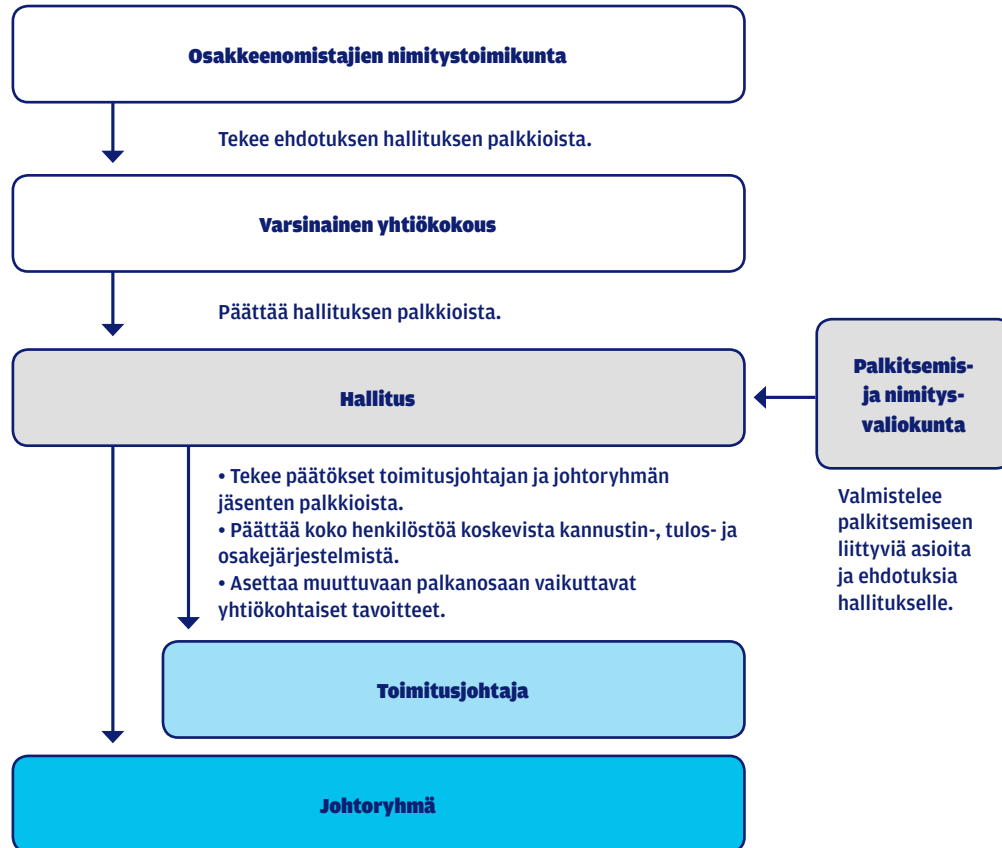 Osakkeenomistajien nimitystoimikunta
Tekee ehdotuksen hallituksen palkkioista.
Varsinainen yhtiökokous
Päättää hallituksen palkkioista.
Hallitus
Palkitsemis-
ja nimitys-
valiokunta
• Tekee päätökset toimitusjohtajan ja johtoryhmän
jäsenten palkkioista.
• Päättää koko henkilöstöä koskevista kannustin-, tulos- ja
osakejärjestelmistä.
• Asettaa muuttuvaan palkanosaan vaikuttavat
yhtiökohtaiset tavoitteet.
Valmistelee
palkitsemiseen
liittyviä asioita
ja ehdotuksia
hallitukselle.
Toimitusjohtaja
Johtoryhmä